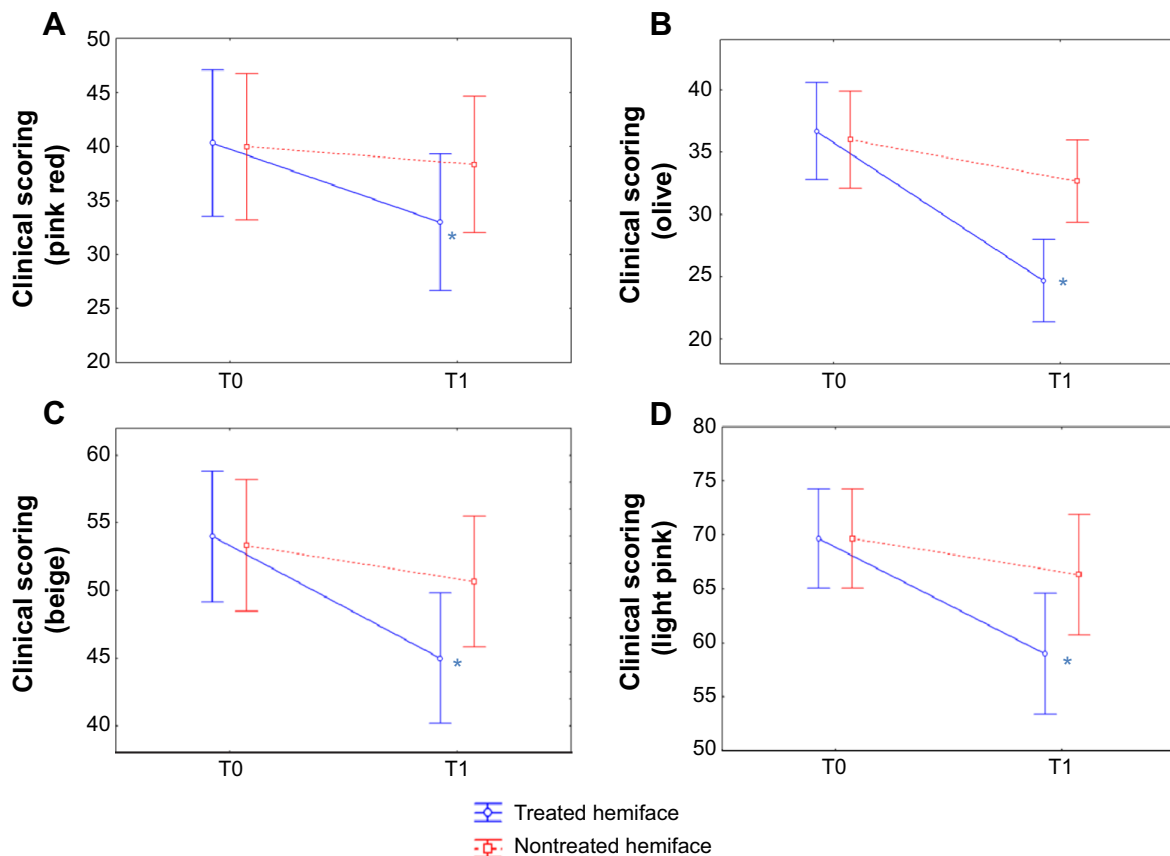 A
Clinical scoring
(pink red)
50
45
40
35
30
25
20
*
T0 T1
B
Clinical scoring
(olive)
40
35
30
25
20
*
T0 T1
C
Clinical scoring
(beige)
60
55
50
45
40
*
T0 T1
D
Clinical scoring
(light pink)
80
75
70
65
60
55
50
*
T0 T1
Treated hemiface
Nontreated hemiface